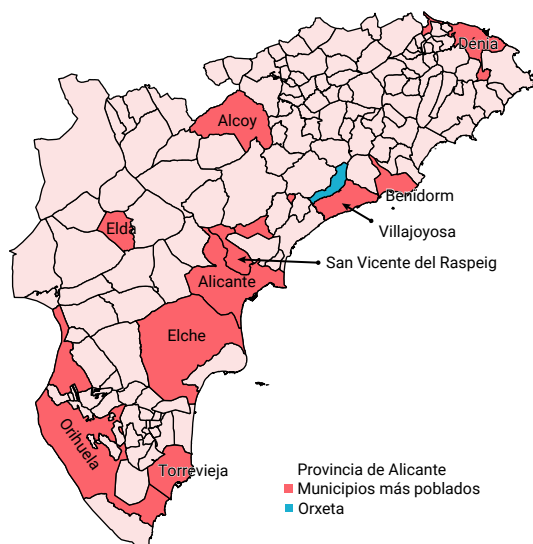 Dénia
Alcoy
Benidorm
Elda
Villajoyosa
San Vicente del Raspeig
Alicante
Elche
Orihuela
Torrevieja
Provincia de Alicante
Municipios más poblados
Orxeta